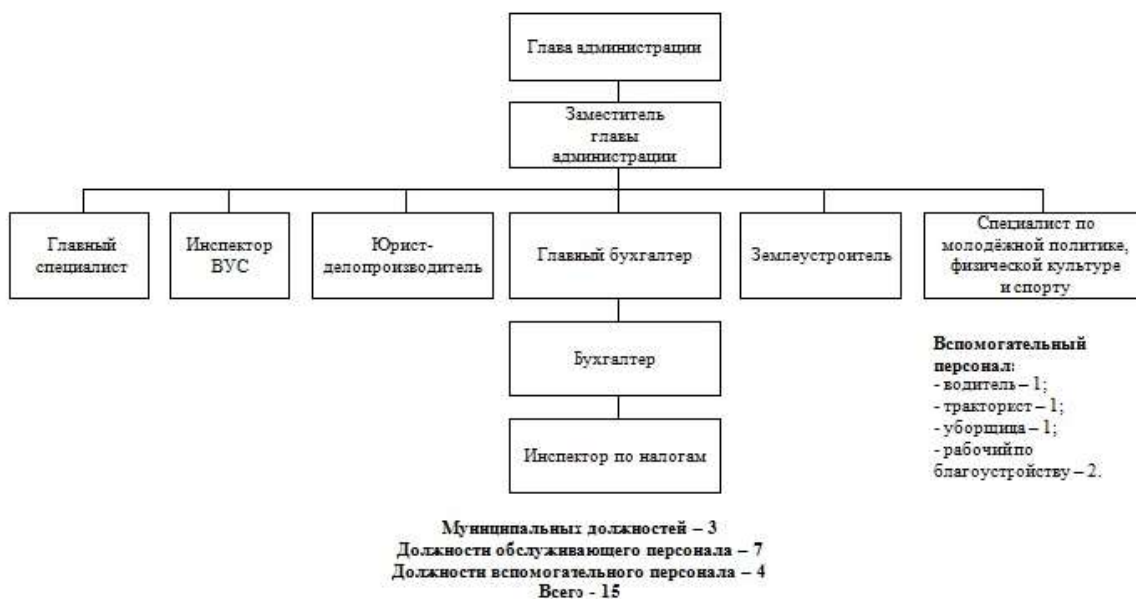 Глава администрации
Заместитель
главы
администрации
Главный
специалист
Инспектор
ВУС
Юрист-
делопроизводитель
Главный бухгалтер
Землеустроитель
Специалист по
молодёжной политике,
физической культуре
и спорту
Бухгалтер
Инспектор по налогам
Вспомогательный
персонал:
- водитель – 1;
- тракторист – 1;
- уборщица – 1;
- рабочий по
благоустройству – 2.
Муниципальных должностей – 3
Должности обслуживающего персонала – 7
Должности вспомогательного персонала – 4
Всего - 15